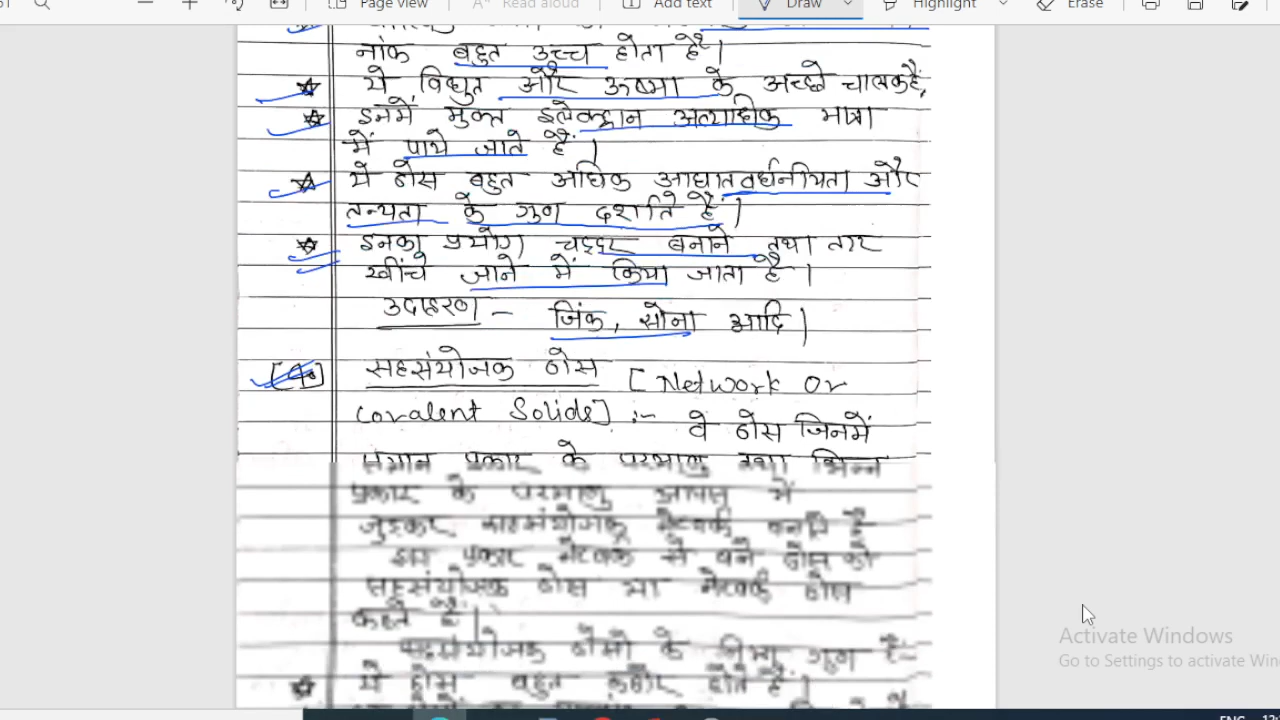 Page view
Read aloud
Add text
Draw
Highlight
Erase
नांक बहुत उच्च होता है।
ये विद्युत और ऊष्मा के अच्छे चालक हैं,
इनमें मुक्त इलेक्ट्रान अत्याधिक मात्रा
में पाये जाते हैं।
ये ठोस बहुत अधिक आघातवर्धनीयता और
तन्यता के गुण दर्शाते हैं।
इनका प्रयोग चद्दर बनाने तथा तार
खींचे जाने में किया जाता है।
उदाहरण - जिंक, सोना आदि।
[4.] सहसंयोजक ठोस [Network or
Covalent Solids] :- वे ठोस जिनमें
समान प्रकार के परमाणु तथा भिन्न
प्रकार के परमाणु आपस में
जुड़कर सहसंयोजक नेटवर्क बनाते हैं
इस प्रकार नेटवर्क से बने ठोस को
सहसंयोजक ठोस या नेटवर्क ठोस
कहते हैं।
सहसंयोजक ठोसो के निम्न गुण हैं-
ये ठोस बहुत कठोर होते हैं।
Activate Windows
Go to Settings to activate Win
ENG